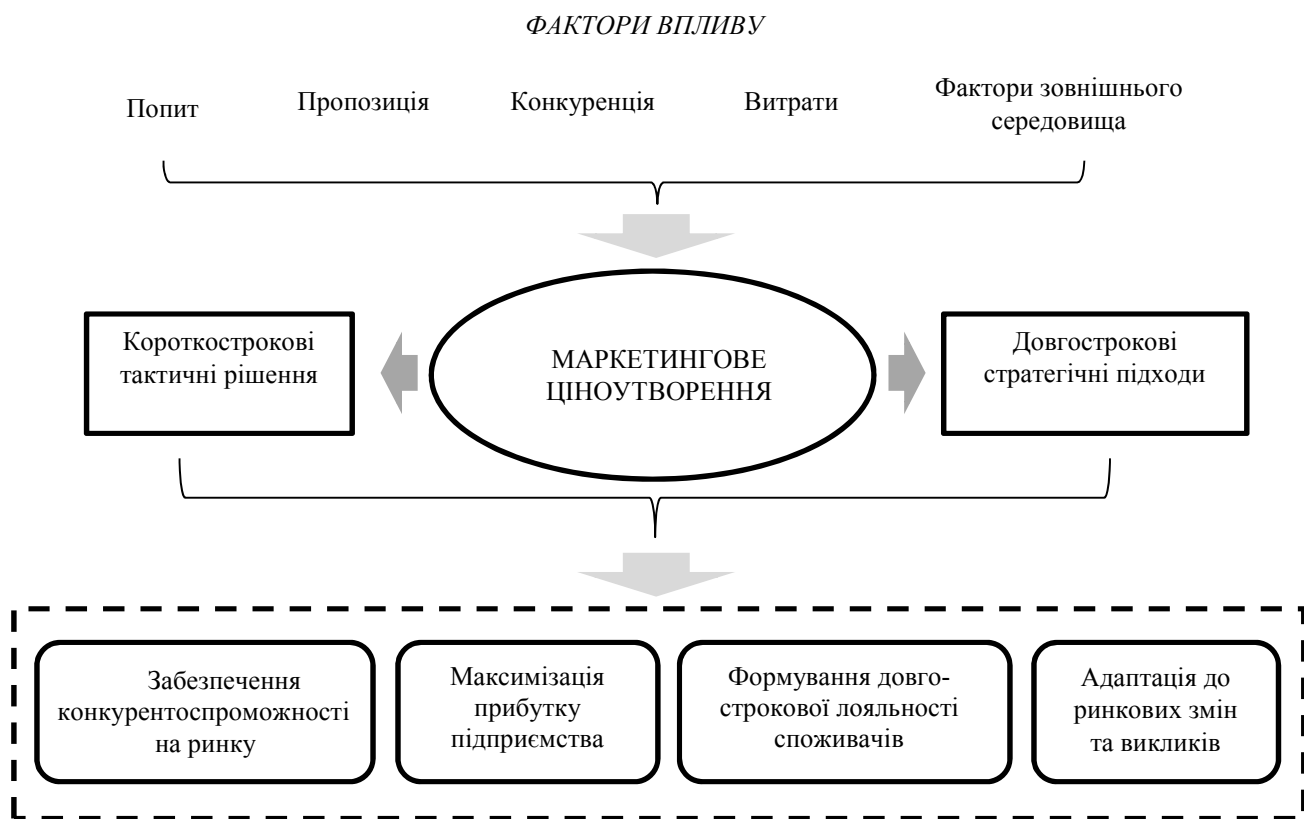 ФАКТОРИ ВПЛИВУ
Попит
Пропозиція
Конкуренція
Витрати
Фактори зовнішнього
середовища
Короткострокові
тактичні рішення
МАРКЕТИНГОВЕ
ЦІНОУТВОРЕННЯ
Довгострокові
стратегічні підходи
Забезпечення
конкурентоспроможності
на ринку
Максимізація
прибутку
підприємства
Формування довго-
строкової лояльності
споживачів
Адаптація до
ринкових змін
та викликів